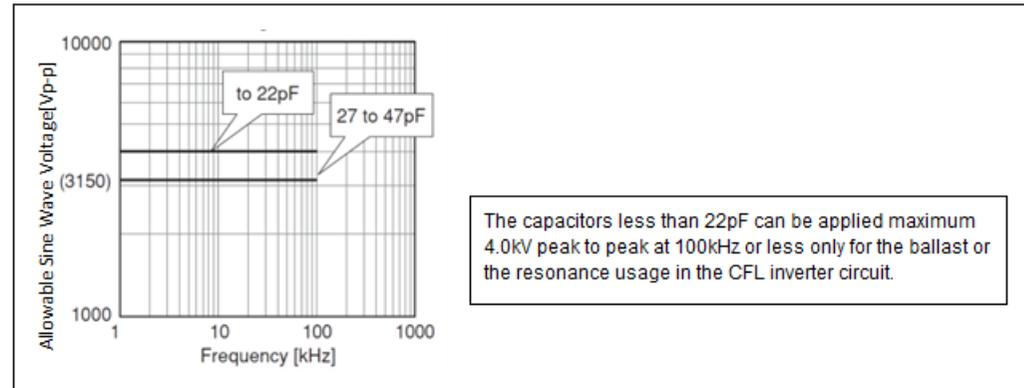 10000
to 22pF
27 to 47pF
(3150)
1000
1 10 100 1000
Frequency [kHz]
Allowable Sine Wave Voltage[Vp-p]
The capacitors less than 22pF can be applied maximum
4.0kV peak to peak at 100kHz or less only for the ballast or
the resonance usage in the CFL inverter circuit.